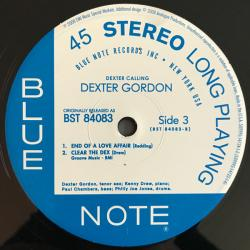 45 STEREO LONG PLAYING
BLUE NOTE RECORDS INC • NEW YORK USA
DEXTER CALLING
DEXTER GORDON
ORIGINALLY RELEASED AS
BST 84083
Side 3
(BST 84083-B)
1. END OF A LOVE AFFAIR (Redding)
2. CLEAR THE DEX (Drew)
Groove Music - BMI
Dexter Gordon, tenor sax; Kenny Drew, piano;
Paul Chambers, bass; Philly Joe Jones, drums.
BLUE
NOTE